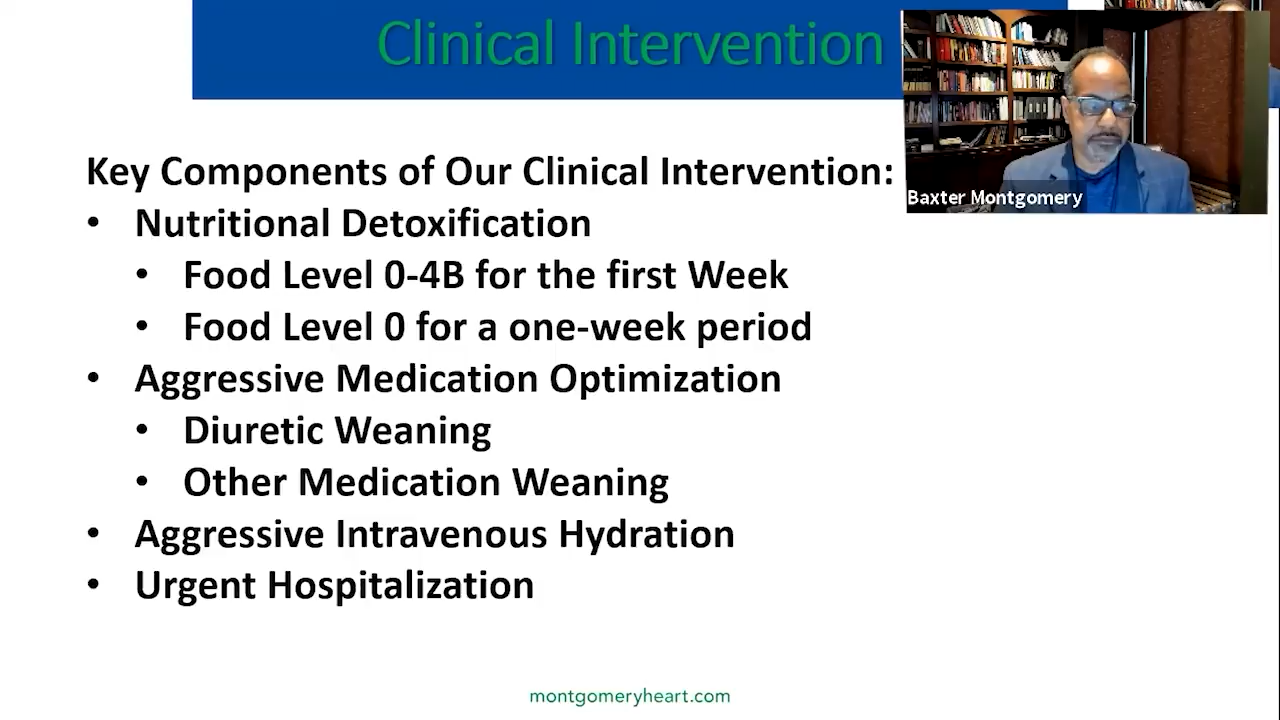 Clinical Intervention
Baxter Montgomery
Key Components of Our Clinical Intervention:
• Nutritional Detoxification
• Food Level 0-4B for the first Week
• Food Level 0 for a one-week period
• Aggressive Medication Optimization
• Diuretic Weaning
• Other Medication Weaning
• Aggressive Intravenous Hydration
• Urgent Hospitalization
montgomeryheart.com